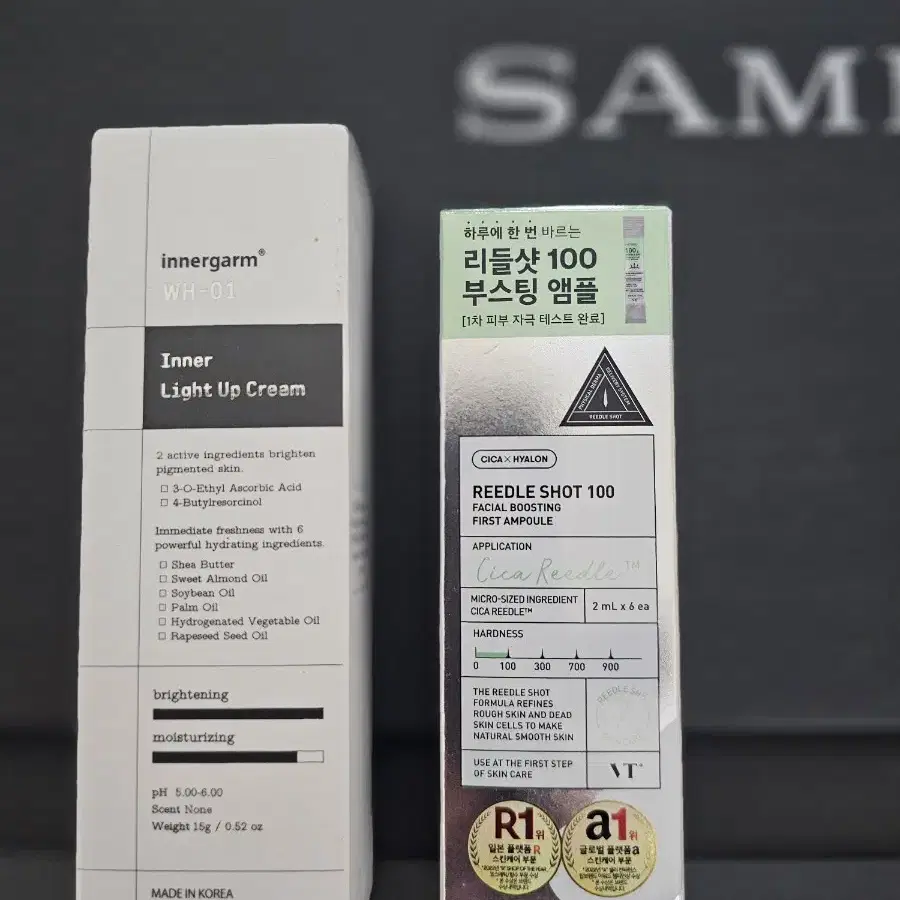 SAM
innergarm®
WH-01
Inner
Light Up Cream
2 active ingredients brighten
pigmented skin.
☐ 3-O-Ethyl Ascorbic Acid
☐ 4-Butylresorcinol
Immediate freshness with 6
powerful hydrating ingredients.
☐ Shea Butter
☐ Sweet Almond Oil
☐ Soybean Oil
☐ Palm Oil
☐ Hydrogenated Vegetable Oil
☐ Rapeseed Seed Oil
brightening
moisturizing
pH 5.00-6.00
Scent None
Weight 15g / 0.52 oz
MADE IN KOREA
하루에 한 번 바르는
리들샷 100
부스팅 앰플
[1차 피부 자극 테스트 완료]
PHYSICAL DERMA
DELIVERY SYSTEM
REEDLE SHOT
CICA × HYALON
REEDLE SHOT 100
FACIAL BOOSTING
FIRST AMPOULE
APPLICATION
Cica Reedle™
MICRO-SIZED INGREDIENT
CICA REEDLE™
2 mL x 6 ea
HARDNESS
0 100 300 700 900
THE REEDLE SHOT
FORMULA REFINES
ROUGH SKIN AND DEAD
SKIN CELLS TO MAKE
NATURAL SMOOTH SKIN
REEDLE SHOT
USE AT THE FIRST STEP
OF SKIN CARE
VT
R1위
일본 플랫폼 R
스킨케어 부문
a1위
글로벌 플랫폼 a
스킨케어 부문